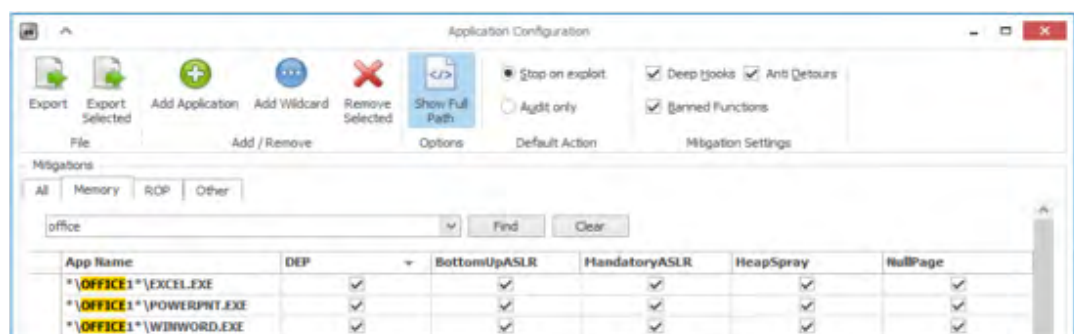 Application Configuration
Stop on exploit
Deep Hooks Anti Detours
Export Export Selected Add Application Add Wildcard Remove Selected Show Full Path
Audit only
Banned Functions
File Add / Remove Options Default Action Mitigation Settings
Mitigations
All Memory ROP Other
office Find Clear
App Name DEP BottomUpASLR MandatoryASLR HeapSpray NullPage
*\OFFICE1*\EXCEL.EXE
*\OFFICE1*\POWERPNT.EXE
*\OFFICE1*\WINWORD.EXE